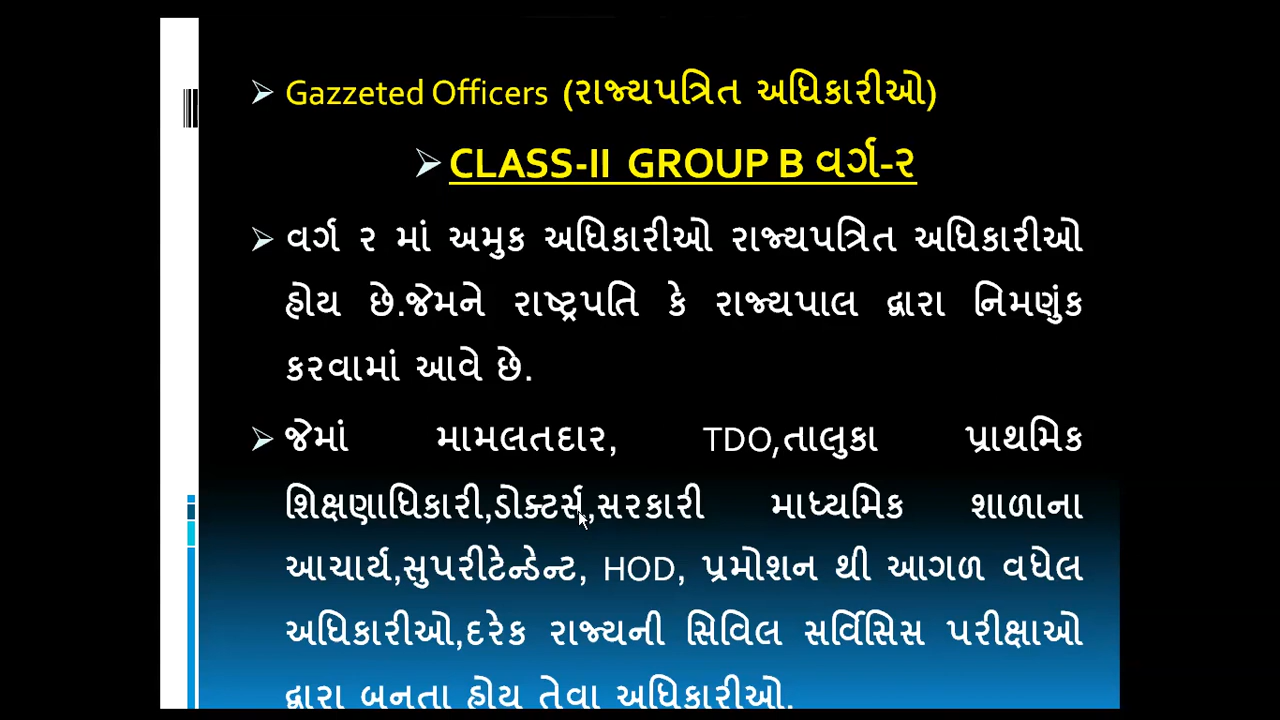 Gazzeted Officers (રાજ્યપત્રિત અધિકારીઓ)
CLASS-II GROUP B વર્ગ-૨
વર્ગ ૨ માં અમુક અધિકારીઓ રાજ્યપત્રિત અધિકારીઓ
હોય છે.જેમને રાષ્ટ્રપતિ કે રાજ્યપાલ દ્વારા નિમણુંક
કરવામાં આવે છે.
જેમાં મામલતદાર, TDO,તાલુકા પ્રાથમિક
શિક્ષણાધિકારી,ડોક્ટર્સ,સરકારી માધ્યમિક શાળાના
આચાર્ય,સુપરીટેન્ડેન્ટ, HOD, પ્રમોશન થી આગળ વધેલ
અધિકારીઓ,દરેક રાજ્યની સિવિલ સર્વિસિસ પરીક્ષાઓ
દ્વારા બનતા હોય તેવા અધિકારીઓ.